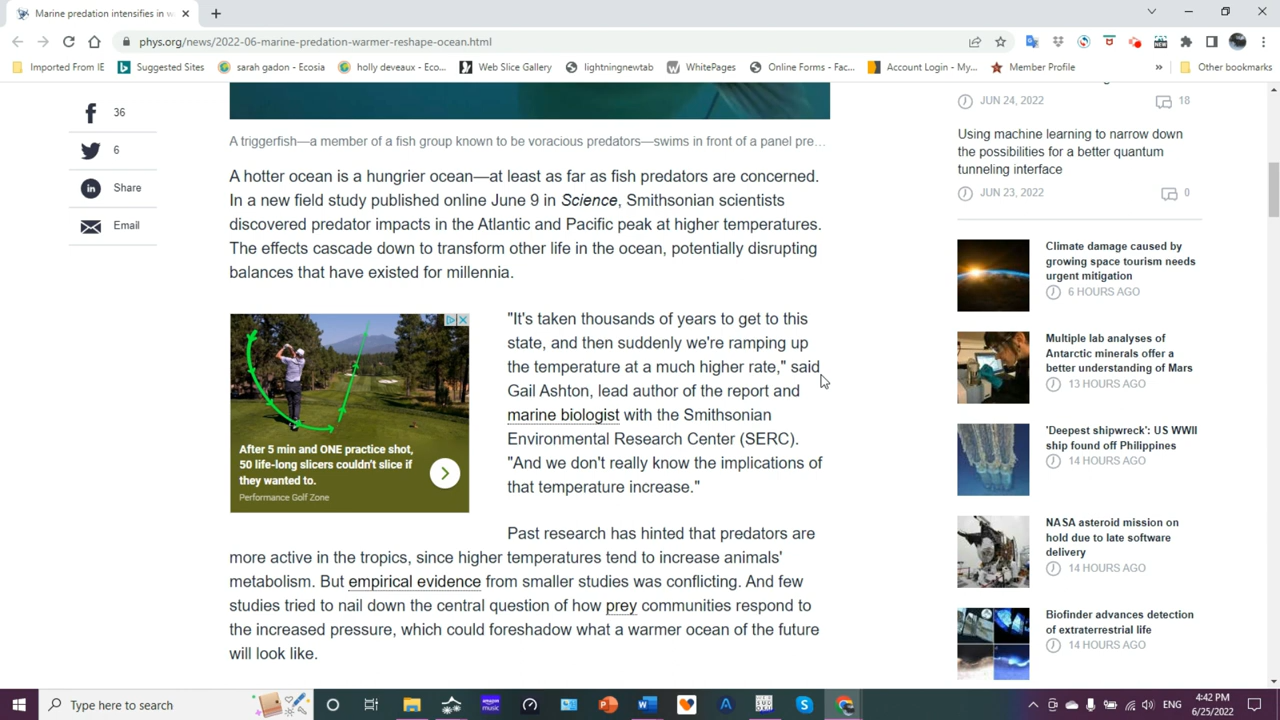 Marine predation intensifies in w
phys.org/news/2022-06-marine-predation-warmer-reshape-ocean.html
Imported From IE
Suggested Sites
sarah gadon - Ecosia
holly deveaux - Eco...
Web Slice Gallery
lightningnewtab
WhitePages
Online Forms - Fac...
Account Login - My...
Member Profile
»
Other bookmarks
36
6
Share
Email
A triggerfish—a member of a fish group known to be voracious predators—swims in front of a panel pre…
A hotter ocean is a hungrier ocean—at least as far as fish predators are concerned.
In a new field study published online June 9 in Science, Smithsonian scientists
discovered predator impacts in the Atlantic and Pacific peak at higher temperatures.
The effects cascade down to transform other life in the ocean, potentially disrupting
balances that have existed for millennia.
After 5 min and ONE practice shot,
50 life-long slicers couldn't slice if
they wanted to.
Performance Golf Zone
"It's taken thousands of years to get to this
state, and then suddenly we're ramping up
the temperature at a much higher rate," said
Gail Ashton, lead author of the report and
marine biologist with the Smithsonian
Environmental Research Center (SERC).
"And we don't really know the implications of
that temperature increase."
Past research has hinted that predators are
more active in the tropics, since higher temperatures tend to increase animals'
metabolism. But empirical evidence from smaller studies was conflicting. And few
studies tried to nail down the central question of how prey communities respond to
the increased pressure, which could foreshadow what a warmer ocean of the future
will look like.
JUN 24, 2022
18
Using machine learning to narrow down
the possibilities for a better quantum
tunneling interface
JUN 23, 2022
0
Climate damage caused by
growing space tourism needs
urgent mitigation
6 HOURS AGO
Multiple lab analyses of
Antarctic minerals offer a
better understanding of Mars
13 HOURS AGO
'Deepest shipwreck': US WWII
ship found off Philippines
14 HOURS AGO
NASA asteroid mission on
hold due to late software
delivery
14 HOURS AGO
Biofinder advances detection
of extraterrestrial life
14 HOURS AGO
Type here to search
ENG
4:42 PM
6/25/2022